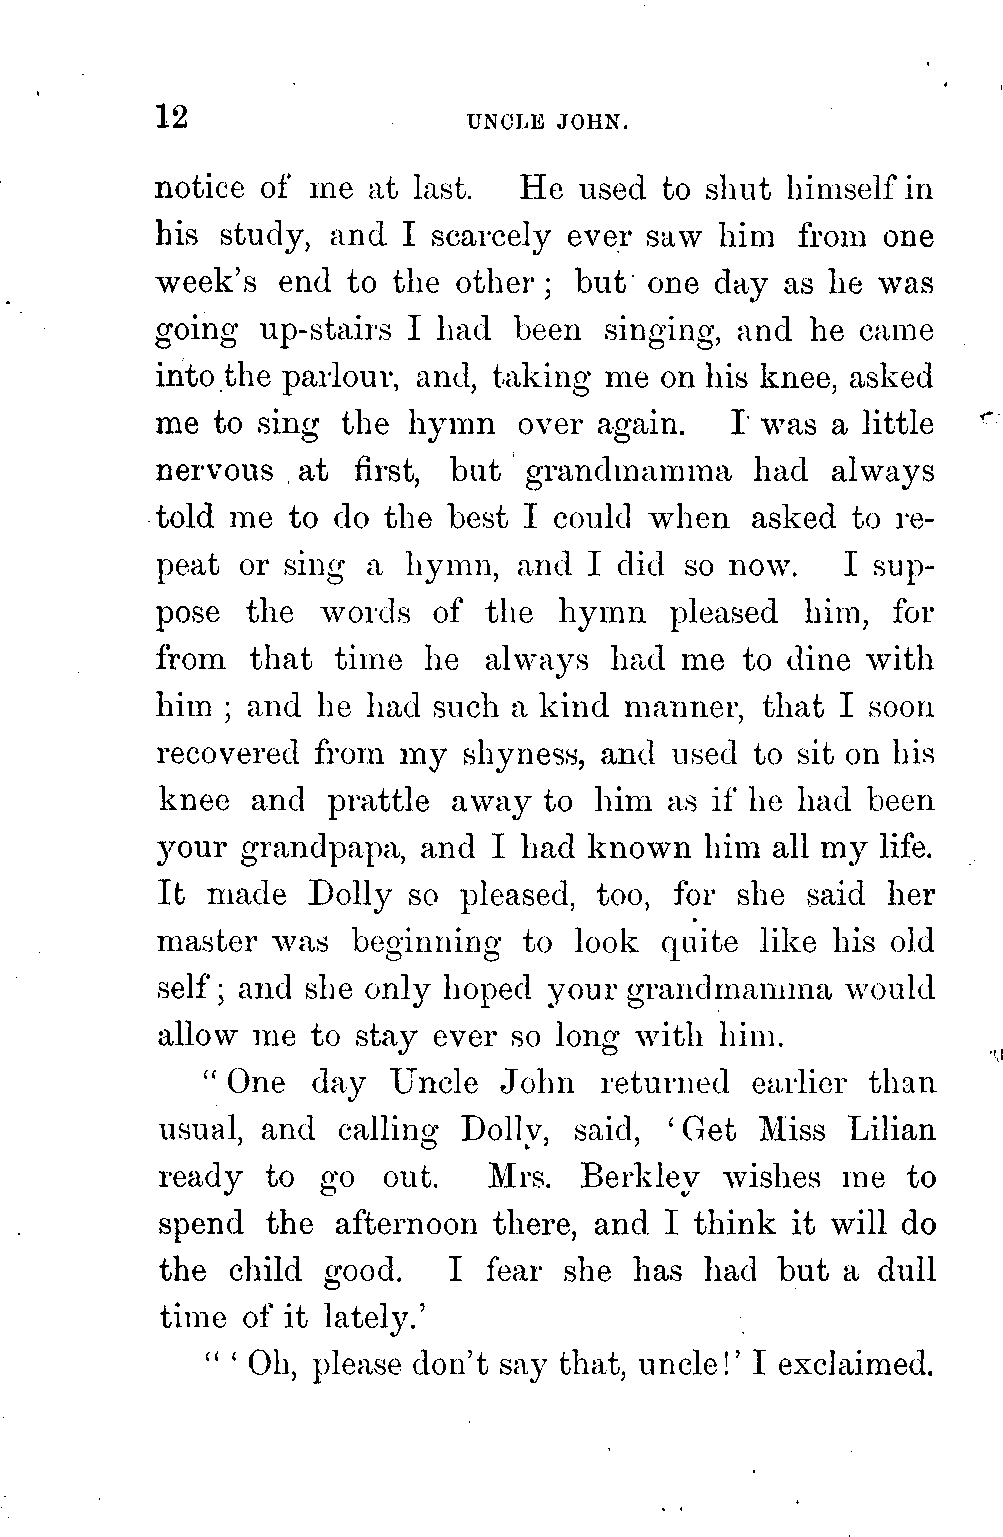 12 UNCLE JOHN.
notice of me at last. He used to shut himself in
his study, and I scarcely ever saw him from one
week's end to the other; but one day as he was
going up-stairs I had been singing, and he came
into the parlour, and, taking me on his knee, asked
me to sing the hymn over again. I was a little
nervous at first, but grandmamma had always
told me to do the best I could when asked to re-
peat or sing a hymn, and I did so now. I sup-
pose the words of the hymn pleased him, for
from that time he always had me to dine with
him; and he had such a kind manner, that I soon
recovered from my shyness, and used to sit on his
knee and prattle away to him as if he had been
your grandpapa, and I had known him all my life.
It made Dolly so pleased, too, for she said her
master was beginning to look quite like his old
self; and she only hoped your grandmamma would
allow me to stay ever so long with him.
"One day Uncle John returned earlier than
usual, and calling Dolly, said, 'Get Miss Lilian
ready to go out. Mrs. Berkley wishes me to
spend the afternoon there, and I think it will do
the child good. I fear she has had but a dull
time of it lately.'
"'Oh, please don't say that, uncle!' I exclaimed.